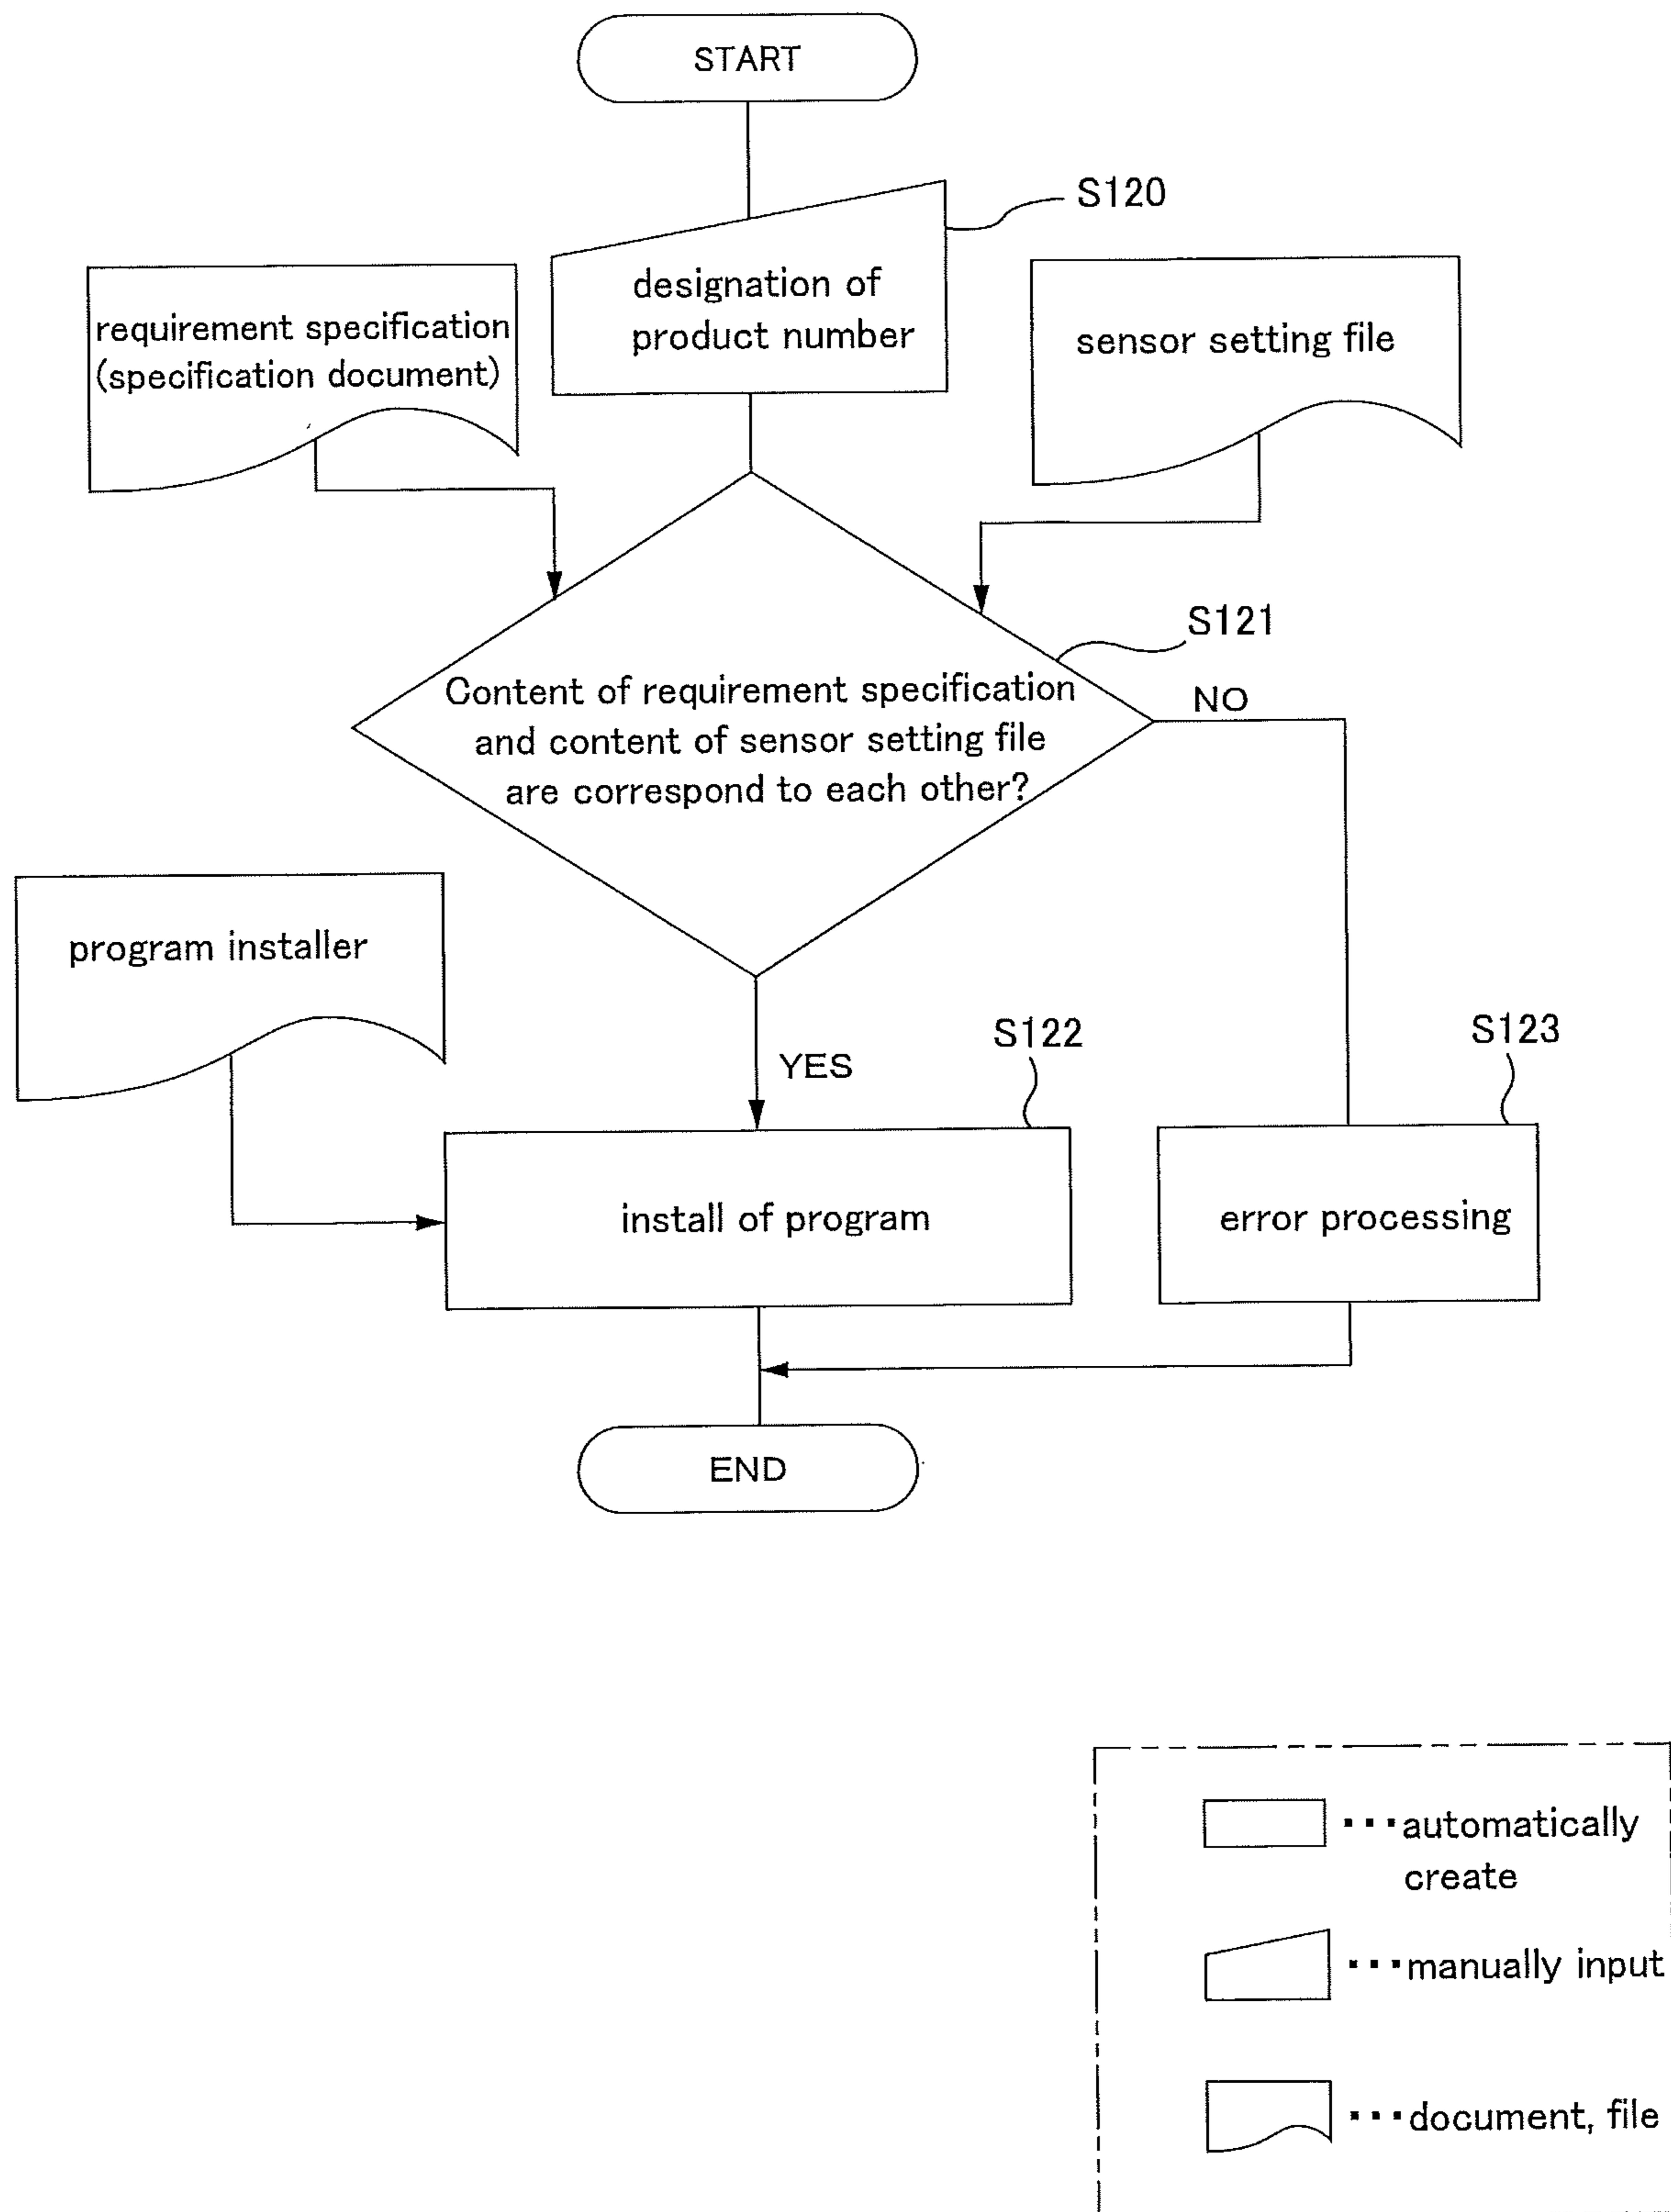 START
S120
designation of
product number
requirement specification
(specification document)
sensor setting file
S121
Content of requirement specification
and content of sensor setting file
are correspond to each other?
NO
program installer
YES
S122
S123
install of program
error processing
END
▪▪▪automatically
create
▪▪▪manually input
▪▪▪document, file